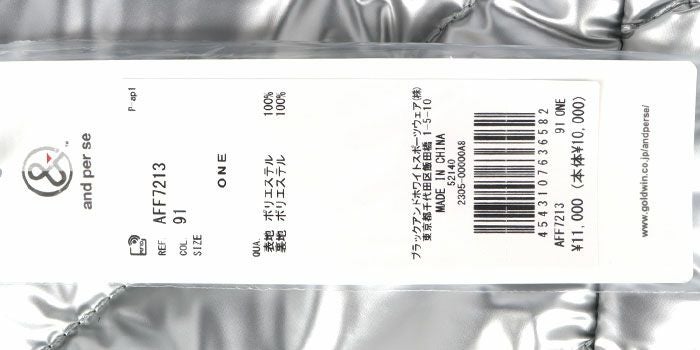 and per se
P-apl
REF. AFF7213
COL. 91
SIZE
ONE
QUA.
表地 ポリエステル 100%
裏地 ポリエステル 100%
ブラックアンドホワイトスポーツウェア(株)
東京都千代田区飯田橋 1-5-10
MADE IN CHINA
52140
2305-00000A8
4543107636582
AFF7213 91 ONE
¥11,000 (本体¥10,000)
www.goldwin.co.jp/andperse/